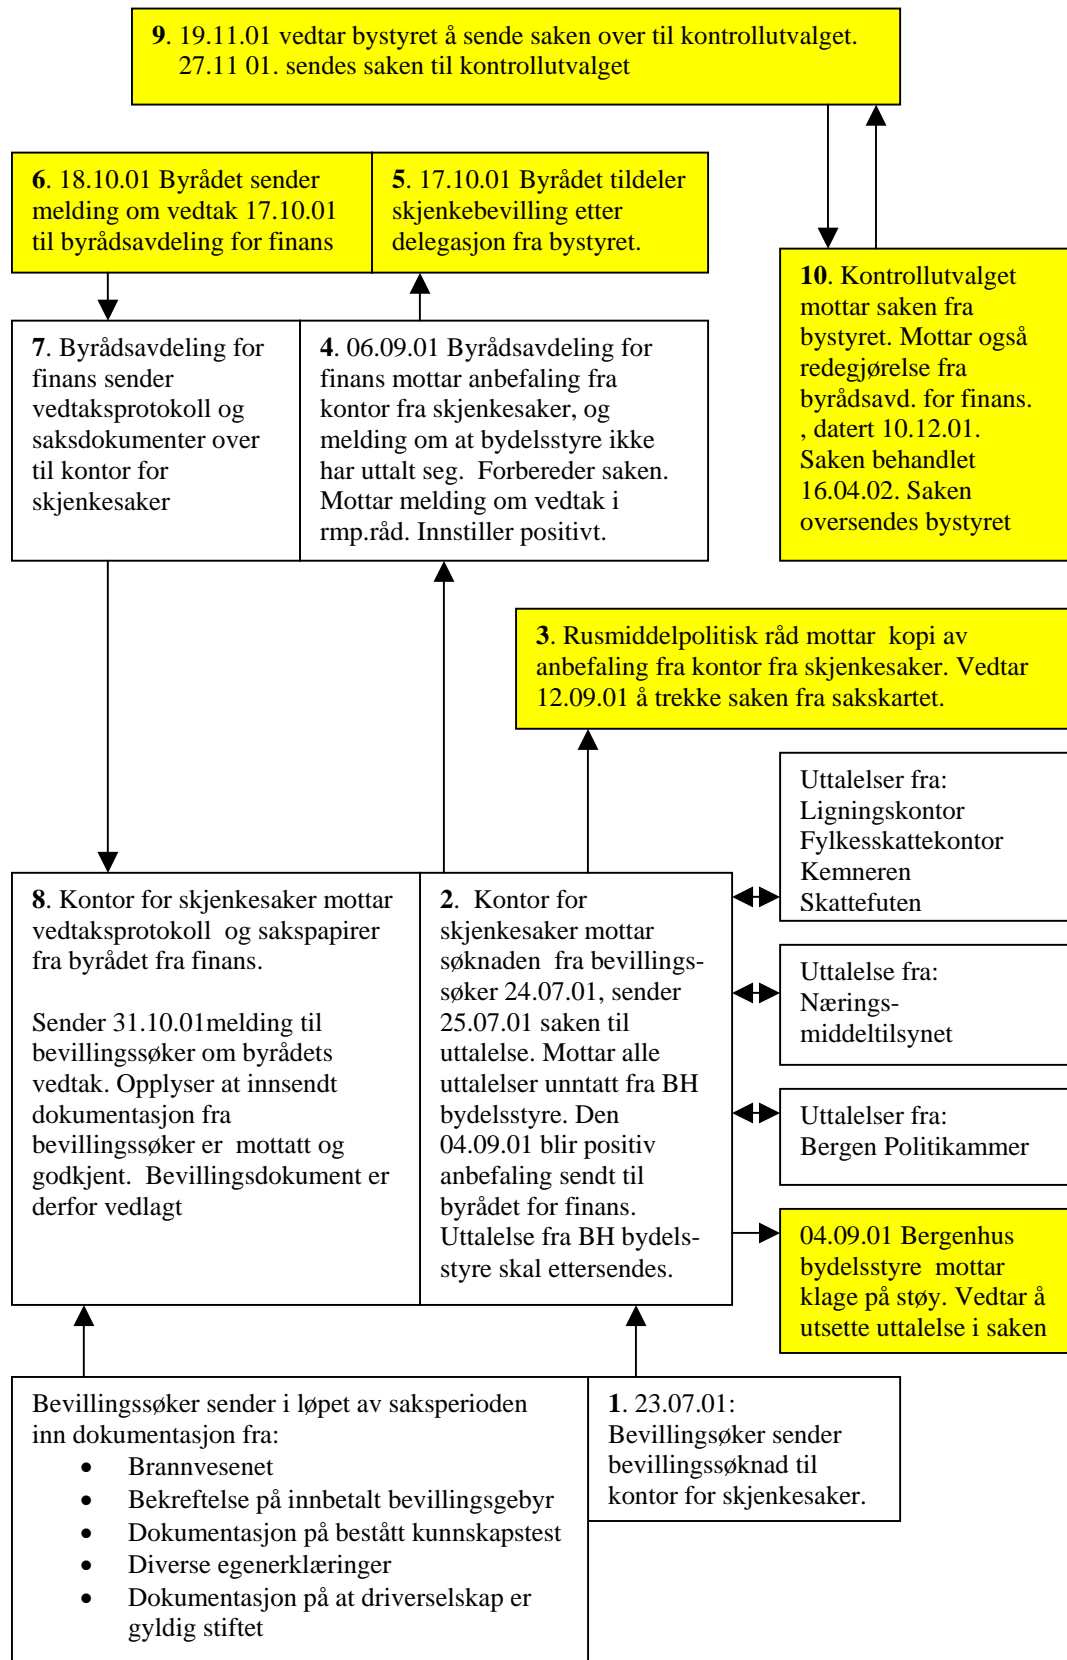 9. 19.11.01 vedtar bystyret å sende saken over til kontrollutvalget.
27.11 01. sendes saken til kontrollutvalget
6. 18.10.01 Byrådet sender
melding om vedtak 17.10.01
til byrådsavdeling for finans
5. 17.10.01 Byrådet tildeler
skjenkebevilling etter
delegasjon fra bystyret.
10. Kontrollutvalget
mottar saken fra
bystyret. Mottar også
redegjørelse fra
byrådsavd. for finans.
, datert 10.12.01.
Saken behandlet
16.04.02. Saken
oversendes bystyret
7. Byrådsavdeling for
finans sender
vedtaksprotokoll og
saksdokumenter over
til kontor for
skjenkesaker
4. 06.09.01 Byrådsavdeling for
finans mottar anbefaling fra
kontor fra skjenkesaker, og
melding om at bydelsstyre ikke
har uttalt seg.  Forbereder saken.
Mottar melding om vedtak i
rmp.råd. Innstiller positivt.
3. Rusmiddelpolitisk råd mottar  kopi av
anbefaling fra kontor fra skjenkesaker. Vedtar
12.09.01 å trekke saken fra sakskartet.
Uttalelser fra:
Ligningskontor
Fylkesskattekontor
Kemneren
Skattefuten
8. Kontor for skjenkesaker mottar
vedtaksprotokoll  og sakspapirer
fra byrådet fra finans.
Sender 31.10.01melding til
bevillingssøker om byrådets
vedtak. Opplyser at innsendt
dokumentasjon fra
bevillingssøker er  mottatt og
godkjent.  Bevillingsdokument er
derfor vedlagt
2.  Kontor for
skjenkesaker mottar
søknaden  fra bevillings-
søker 24.07.01, sender
25.07.01 saken til
uttalelse. Mottar alle
uttalelser unntatt fra BH
bydelsstyre. Den
04.09.01 blir positiv
anbefaling sendt til
byrådet for finans.
Uttalelse fra BH bydels-
styre skal ettersendes.
Uttalelse fra:
Nærings-
middeltilsynet
Uttalelser fra:
Bergen Politikammer
04.09.01 Bergenhus
bydelsstyre  mottar
klage på støy. Vedtar å
utsette uttalelse i saken
Bevillingssøker sender i løpet av saksperioden
inn dokumentasjon fra:
• Brannvesenet
• Bekreftelse på innbetalt bevillingsgebyr
• Dokumentasjon på bestått kunnskapstest
• Diverse egenerklæringer
• Dokumentasjon på at driverselskap er
gyldig stiftet
1. 23.07.01:
Bevillingsøker sender
bevillingssøknad til
kontor for skjenkesaker.